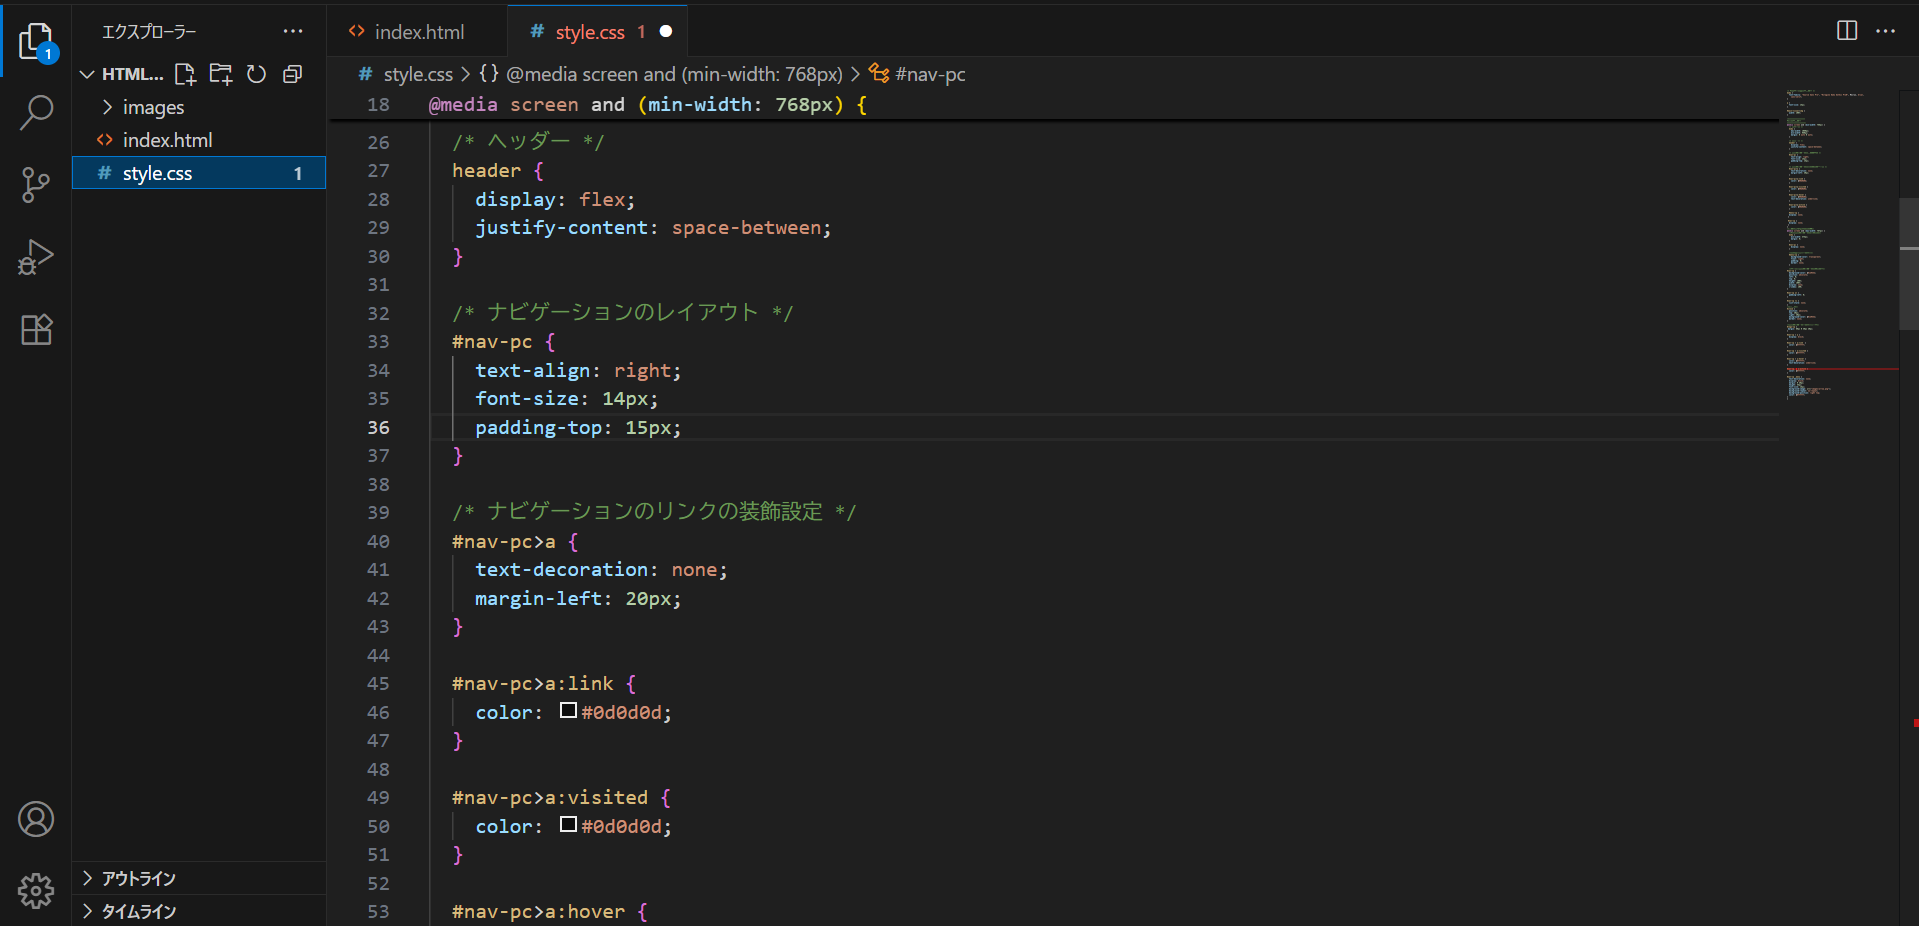 エクスプローラー
HTML...
images
index.html
style.css 1
アウトライン
タイムライン
1
index.html
style.css 1
style.css > {} @media screen and (min-width: 768px) > #nav-pc
18 @media screen and (min-width: 768px) {
26 /* ヘッダー */
27 header {
28 display: flex;
29 justify-content: space-between;
30 }
31
32 /* ナビゲーションのレイアウト */
33 #nav-pc {
34 text-align: right;
35 font-size: 14px;
36 padding-top: 15px;
37 }
38
39 /* ナビゲーションのリンクの装飾設定 */
40 #nav-pc>a {
41 text-decoration: none;
42 margin-left: 20px;
43 }
44
45 #nav-pc>a:link {
46 color: #0d0d0d;
47 }
48
49 #nav-pc>a:visited {
50 color: #0d0d0d;
51 }
52
53 #nav-pc>a:hover {